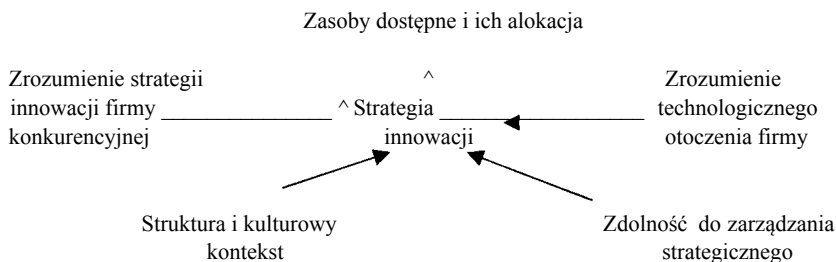 Zasoby dostępne i ich alokacja
Zrozumienie strategii
innowacji firmy
konkurencyjnej
^
^ Strategia
innowacji
Zrozumienie
technologicznego
otoczenia firmy
Struktura i kulturowy
kontekst
Zdolność do zarządzania
strategicznego